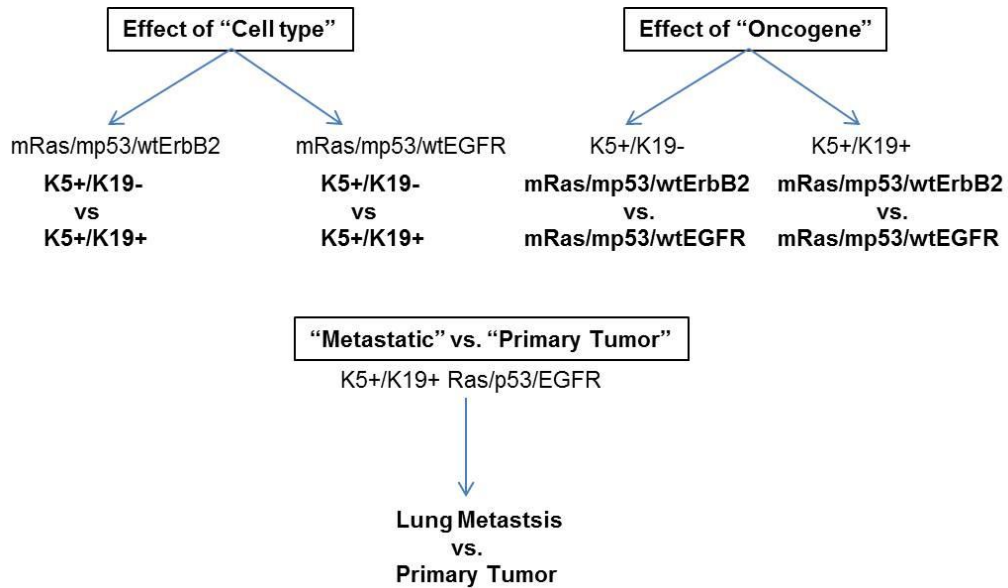 Effect of “Cell type”
mRas/mp53/wtErbB2
K5+/K19-
vs
K5+/K19+
mRas/mp53/wtEGFR
K5+/K19-
vs
K5+/K19+
Effect of “Oncogene”
K5+/K19-
mRas/mp53/wtErbB2
vs.
mRas/mp53/wtEGFR
K5+/K19+
mRas/mp53/wtErbB2
vs.
mRas/mp53/wtEGFR
“Metastatic” vs. “Primary Tumor”
K5+/K19+ Ras/p53/EGFR
Lung Metastsis
vs.
Primary Tumor